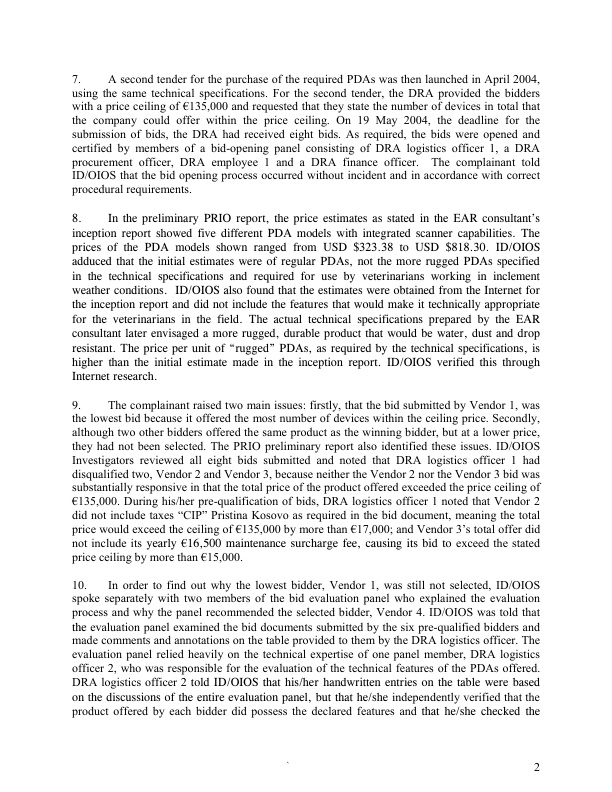 7. A second tender for the purchase of the required PDAs was then launched in April 2004,
using the same technical specifications. For the second tender, the DRA provided the bidders
with a price ceiling of €135,000 and requested that they state the number of devices in total that
the company could offer within the price ceiling. On 19 May 2004, the deadline for the
submission of bids, the DRA had received eight bids. As required, the bids were opened and
certified by members of a bid-opening panel consisting of DRA logistics officer 1, a DRA
procurement officer, DRA employee 1 and a DRA finance officer. The complainant told
ID/OIOS that the bid opening process occurred without incident and in accordance with correct
procedural requirements.
8. In the preliminary PRIO report, the price estimates as stated in the EAR consultant's
inception report showed five different PDA models with integrated scanner capabilities. The
prices of the PDA models shown ranged from USD $323.38 to USD $818.30. ID/OIOS
adduced that the initial estimates were of regular PDAs, not the more rugged PDAs specified
in the technical specifications and required for use by veterinarians working in inclement
weather conditions. ID/OIOS also found that the estimates were obtained from the Internet for
the inception report and did not include the features that would make it technically appropriate
for the veterinarians in the field. The actual technical specifications prepared by the EAR
consultant later envisaged a more rugged, durable product that would be water, dust and drop
resistant. The price per unit of “rugged” PDAs, as required by the technical specifications, is
higher than the initial estimate made in the inception report. ID/OIOS verified this through
Internet research.
9. The complainant raised two main issues: firstly, that the bid submitted by Vendor 1, was
the lowest bid because it offered the most number of devices within the ceiling price. Secondly,
although two other bidders offered the same product as the winning bidder, but at a lower price,
they had not been selected. The PRIO preliminary report also identified these issues. ID/OIOS
Investigators reviewed all eight bids submitted and noted that DRA logistics officer 1 had
disqualified two, Vendor 2 and Vendor 3, because neither the Vendor 2 nor the Vendor 3 bid was
substantially responsive in that the total price of the product offered exceeded the price ceiling of
€135,000. During his/her pre-qualification of bids, DRA logistics officer 1 noted that Vendor 2
did not include taxes “CIP” Pristina Kosovo as required in the bid document, meaning the total
price would exceed the ceiling of €135,000 by more than €17,000; and Vendor 3's total offer did
not include its yearly €16,500 maintenance surcharge fee, causing its bid to exceed the stated
price ceiling by more than €15,000.
10. In order to find out why the lowest bidder, Vendor 1, was still not selected, ID/OIOS
spoke separately with two members of the bid evaluation panel who explained the evaluation
process and why the panel recommended the selected bidder, Vendor 4. ID/OIOS was told that
the evaluation panel examined the bid documents submitted by the six pre-qualified bidders and
made comments and annotations on the table provided to them by the DRA logistics officer. The
evaluation panel relied heavily on the technical expertise of one panel member, DRA logistics
officer 2, who was responsible for the evaluation of the technical features of the PDAs offered.
DRA logistics officer 2 told ID/OIOS that his/her handwritten entries on the table were based
on the discussions of the entire evaluation panel, but that he/she independently verified that the
product offered by each bidder did possess the declared features and that he/she checked the
2